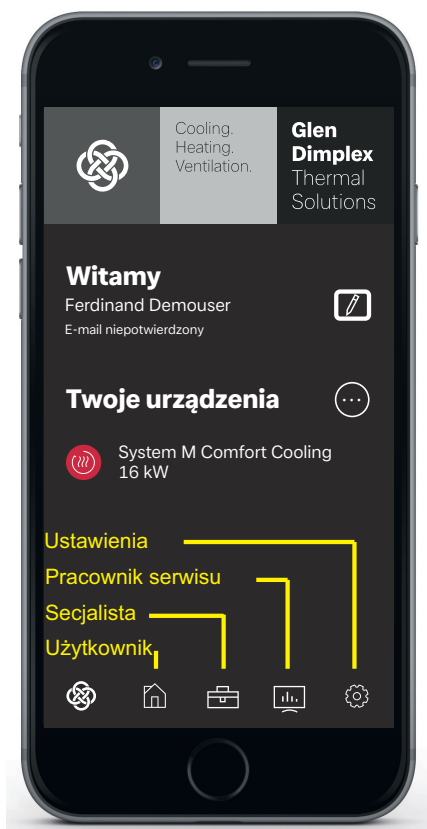 Cooling.
Heating.
Ventilation.
Glen
Dimplex
Thermal
Solutions
Witamy
Ferdinand Demouser
E-mail niepotwierdzony
Twoje urządzenia
System M Comfort Cooling
16 kW
Ustawienia
Pracownik serwisu
Secjalista
Użytkownik